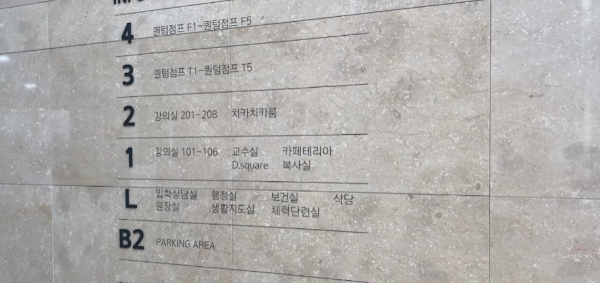 4 퀀텀점프 F1~퀀텀점프 F5
3 퀀텀점프 T1~퀀텀점프 T5
2 강의실 201~208 치카치카룸
1 강의실 101~106 교수실 카페테리아
D.square 복사실
L 입학상담실 행정실 보건실 식당
원장실 생활지도실 체력단련실
B2 PARKING AREA